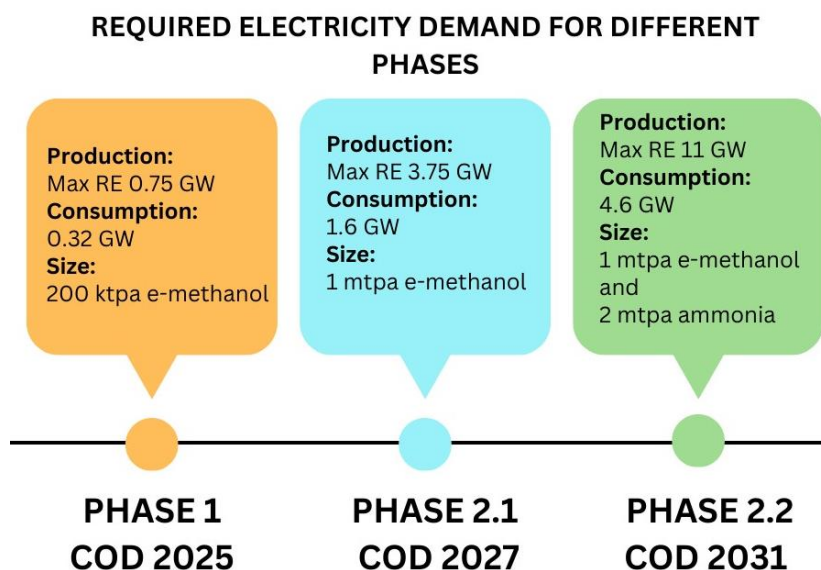 REQUIRED ELECTRICITY DEMAND FOR DIFFERENT
PHASES
Production:
Max RE 0.75 GW
Consumption:
0.32 GW
Size:
200 ktpa e-methanol
Production:
Max RE 3.75 GW
Consumption:
1.6 GW
Size:
1 mtpa e-methanol
Production:
Max RE 11 GW
Consumption:
4.6 GW
Size:
1 mtpa e-methanol
and
2 mtpa ammonia
PHASE 1
COD 2025
PHASE 2.1
COD 2027
PHASE 2.2
COD 2031